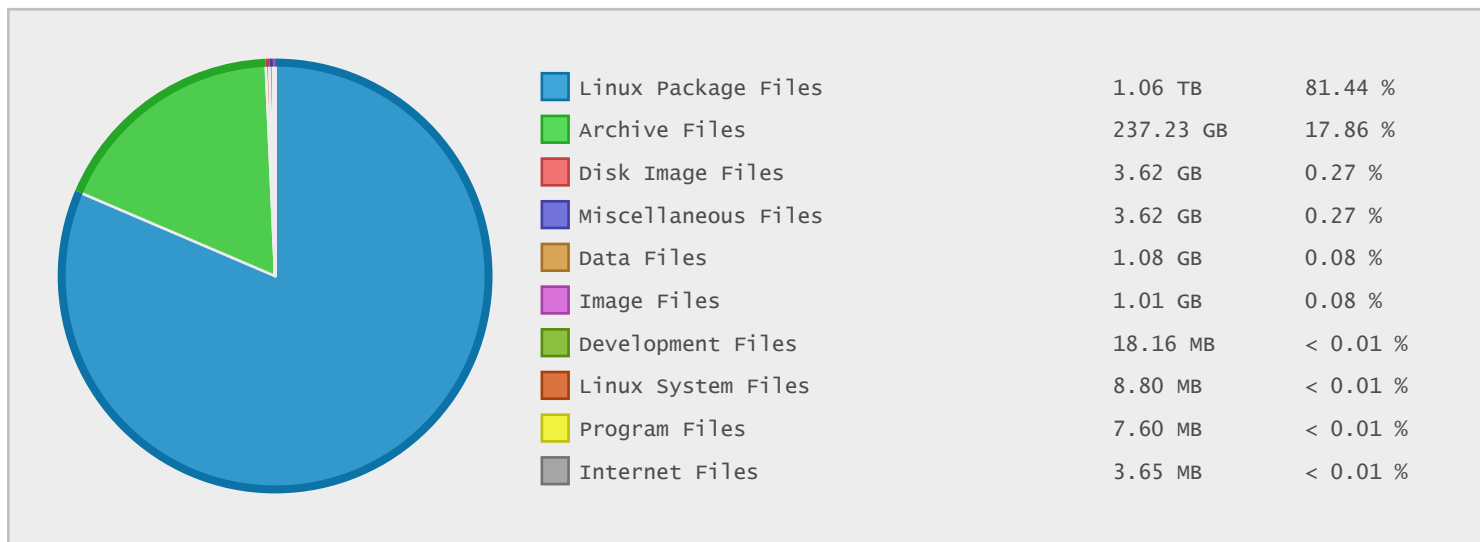 Linux Package Files 1.06 TB 81.44 %
Archive Files 237.23 GB 17.86 %
Disk Image Files 3.62 GB 0.27 %
Miscellaneous Files 3.62 GB 0.27 %
Data Files 1.08 GB 0.08 %
Image Files 1.01 GB 0.08 %
Development Files 18.16 MB < 0.01 %
Linux System Files 8.80 MB < 0.01 %
Program Files 7.60 MB < 0.01 %
Internet Files 3.65 MB < 0.01 %